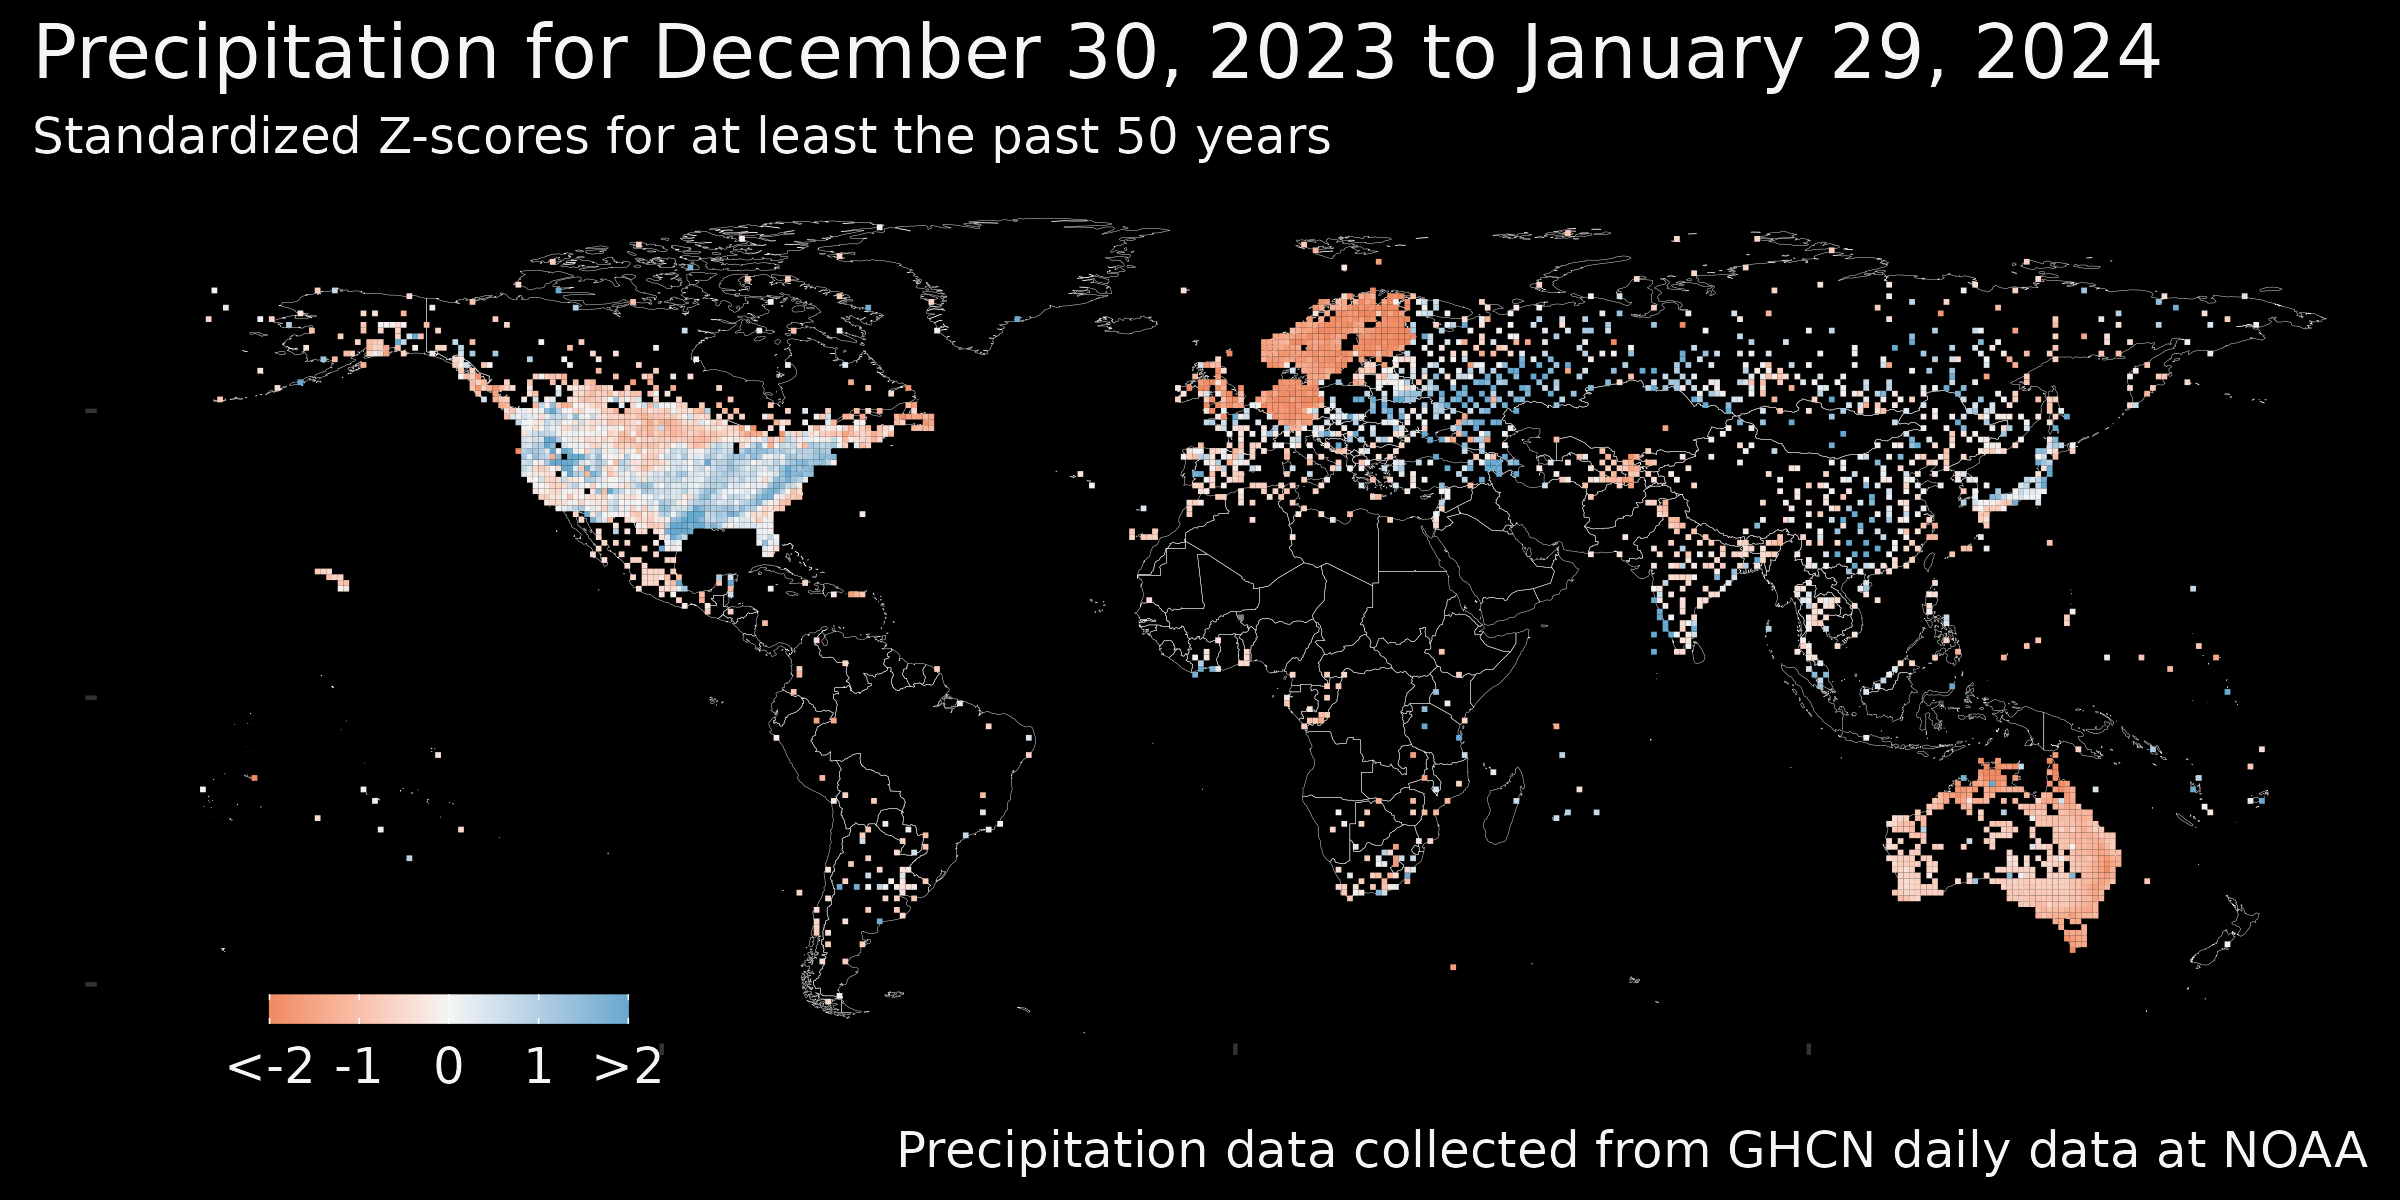 Precipitation for December 30, 2023 to January 29, 2024
Standardized Z-scores for at least the past 50 years
<-2 -1 0 1 >2
Precipitation data collected from GHCN daily data at NOAA